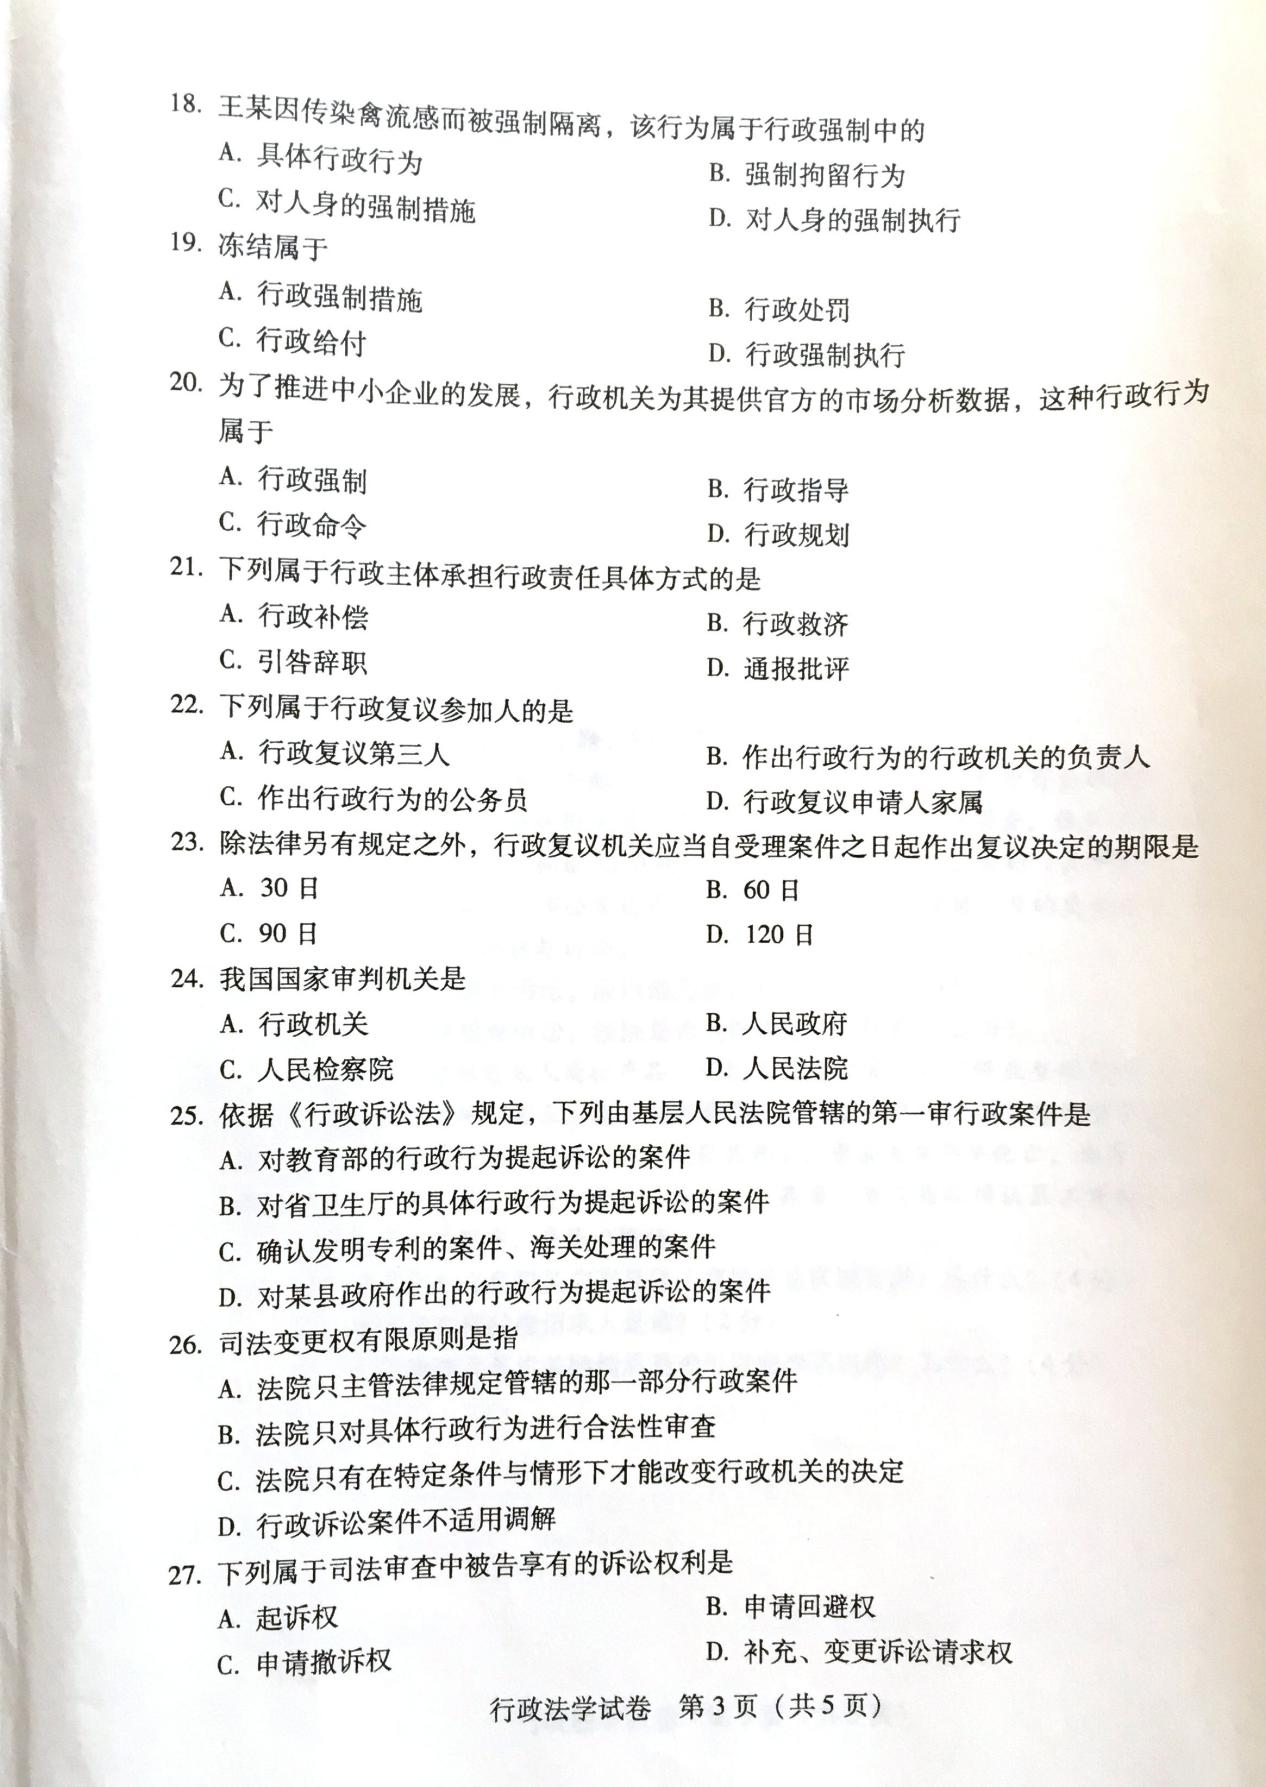 18. 王某因传染禽流感而被强制隔离，该行为属于行政强制中的
A. 具体行政行为
B. 强制拘留行为
C. 对人身的强制措施
D. 对人身的强制执行
19. 冻结属于
A. 行政强制措施
B. 行政处罚
C. 行政给付
D. 行政强制执行
20. 为了推进中小企业的发展，行政机关为其提供官方的市场分析数据，这种行政行为
属于
A. 行政强制
B. 行政指导
C. 行政命令
D. 行政规划
21. 下列属于行政主体承担行政责任具体方式的是
A. 行政补偿
B. 行政救济
C. 引咎辞职
D. 通报批评
22. 下列属于行政复议参加人的是
A. 行政复议第三人
B. 作出行政行为的行政机关的负责人
C. 作出行政行为的公务员
D. 行政复议申请人家属
23. 除法律另有规定之外，行政复议机关应当自受理案件之日起作出复议决定的期限是
A. 30 日
B. 60 日
C. 90 日
D. 120 日
24. 我国国家审判机关是
A. 行政机关
B. 人民政府
C. 人民检察院
D. 人民法院
25. 依据《行政诉讼法》规定，下列由基层人民法院管辖的第一审行政案件是
A. 对教育部的行政行为提起诉讼的案件
B. 对省卫生厅的具体行政行为提起诉讼的案件
C. 确认发明专利的案件、海关处理的案件
D. 对某县政府作出的行政行为提起诉讼的案件
26. 司法变更权有限原则是指
A. 法院只主管法律规定管辖的那一部分行政案件
B. 法院只对具体行政行为进行合法性审查
C. 法院只有在特定条件与情形下才能改变行政机关的决定
D. 行政诉讼案件不适用调解
27. 下列属于司法审查中被告享有的诉讼权利是
A. 起诉权
B. 申请回避权
C. 申请撤诉权
D. 补充、变更诉讼请求权
行政法学试卷 第 3 页（共 5 页）